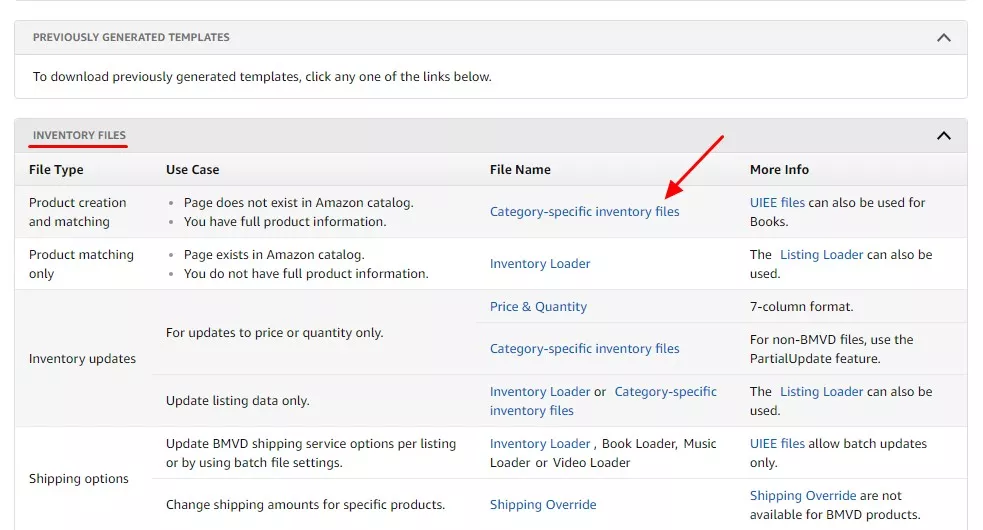 PREVIOUSLY GENERATED TEMPLATES
To download previously generated templates, click any one of the links below.
INVENTORY FILES
File Type Use Case File Name More Info
Product creation
and matching
Page does not exist in Amazon catalog.
You have full product information.
Category-specific inventory files
UIEE files can also be used for
Books.
Product matching
only
Page exists in Amazon catalog.
You do not have full product information.
Inventory Loader
The Listing Loader can also be
used.
Inventory updates
For updates to price or quantity only.
Price & Quantity
7-column format.
Category-specific inventory files
For non-BMVD files, use the
PartialUpdate feature.
Update listing data only.
Inventory Loader or Category-specific
inventory files
The Listing Loader can also be
used.
Shipping options
Update BMVD shipping service options per listing
or by using batch file settings.
Inventory Loader , Book Loader, Music
Loader or Video Loader
UIEE files allow batch updates
only.
Change shipping amounts for specific products.
Shipping Override
Shipping Override are not
available for BMVD products.